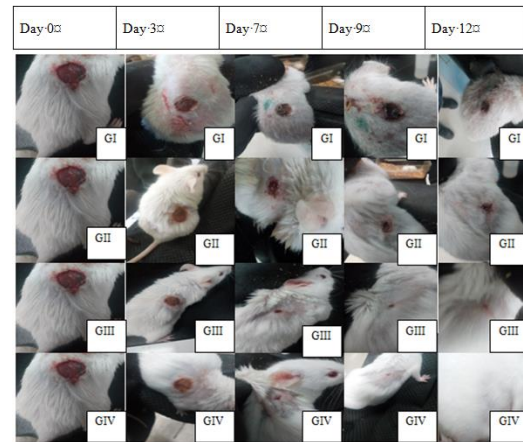 Day·0¤ Day·3¤ Day·7¤ Day·9¤ Day·12¤
GI GI GI GI GI
GII GII GII GII GII
GIII GIII GIII GIII GIII
GIV GIV GIV GIV GIV